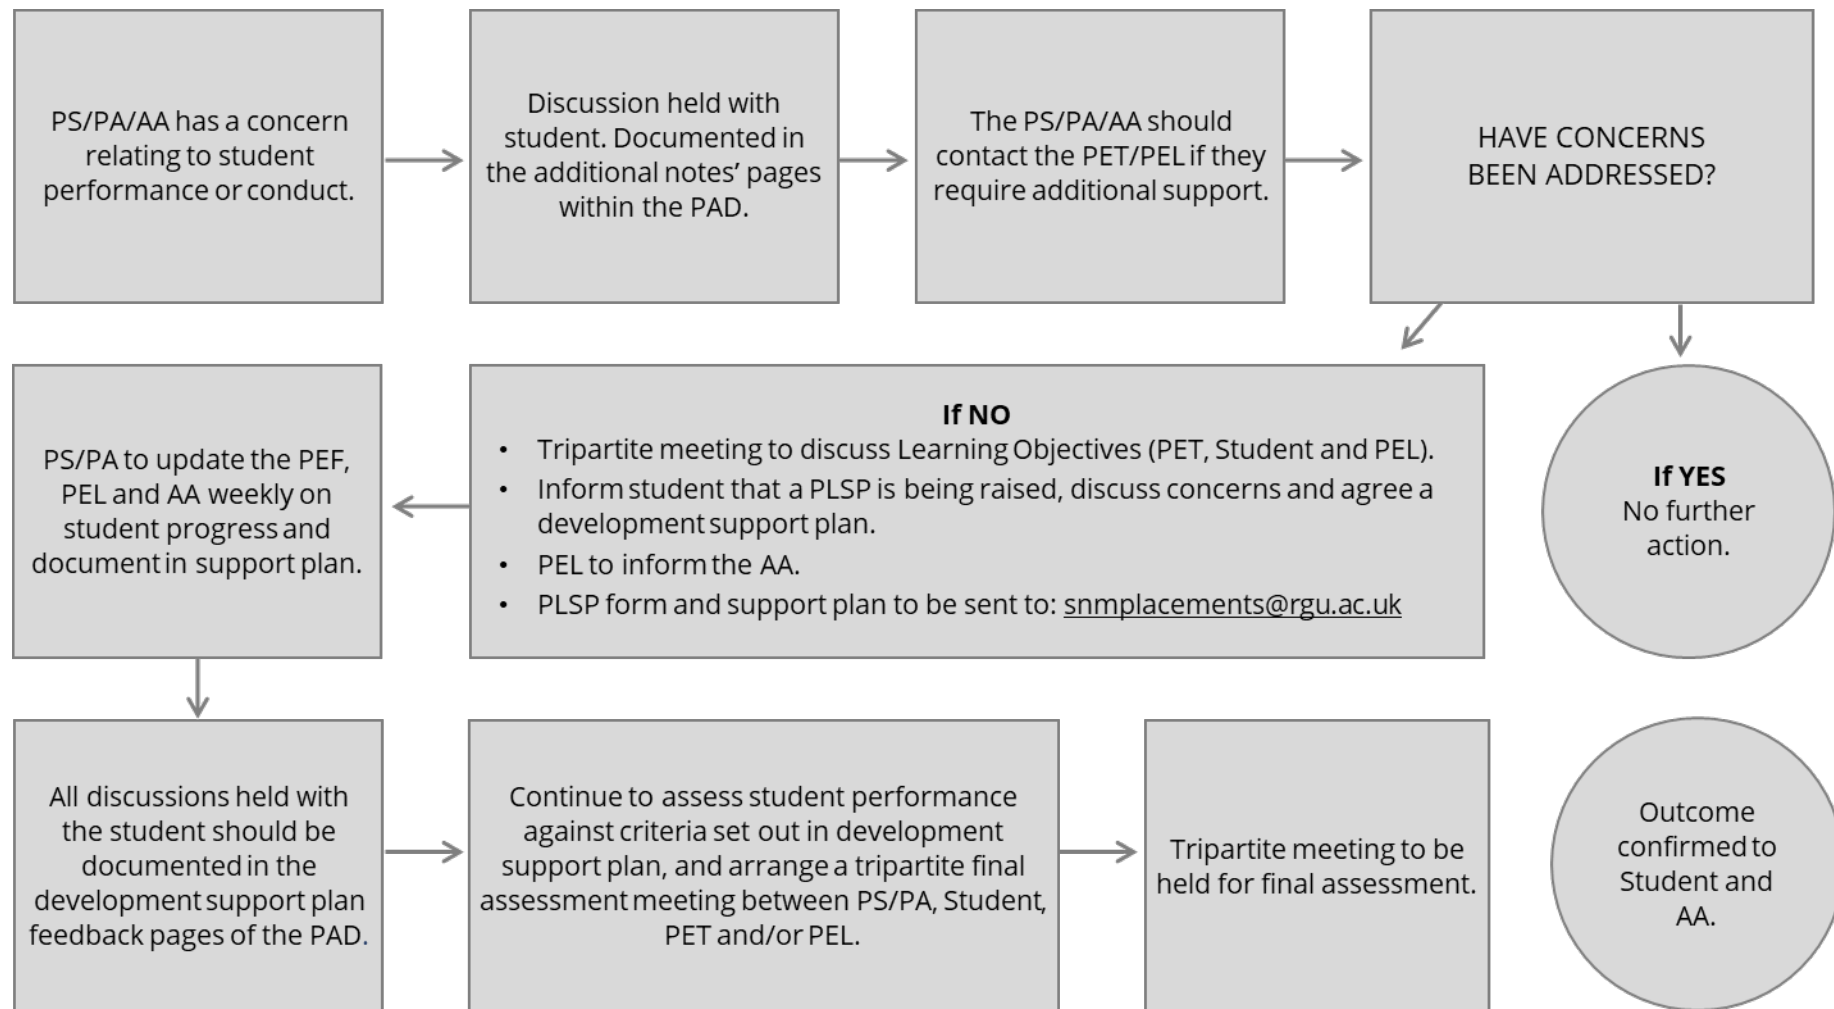 PS/PA/AA has a concern
relating to student
performance or conduct.
Discussion held with
student. Documented in
the additional notes’ pages
within the PAD.
The PS/PA/AA should
contact the PET/PEL if they
require additional support.
HAVE CONCERNS
BEEN ADDRESSED?
If NO
• Tripartite meeting to discuss Learning Objectives (PET, Student and PEL).
• Inform student that a PLSP is being raised, discuss concerns and agree a
development support plan.
• PEL to inform the AA.
• PLSP form and support plan to be sent to: snmplacements@rgu.ac.uk
If YES
No further
action.
PS/PA to update the PEF,
PEL and AA weekly on
student progress and
document in support plan.
All discussions held with
the student should be
documented in the
development support plan
feedback pages of the PAD.
Continue to assess student performance
against criteria set out in development
support plan, and arrange a tripartite final
assessment meeting between PS/PA, Student,
PET and/or PEL.
Tripartite meeting to be
held for final assessment.
Outcome
confirmed to
Student and
AA.